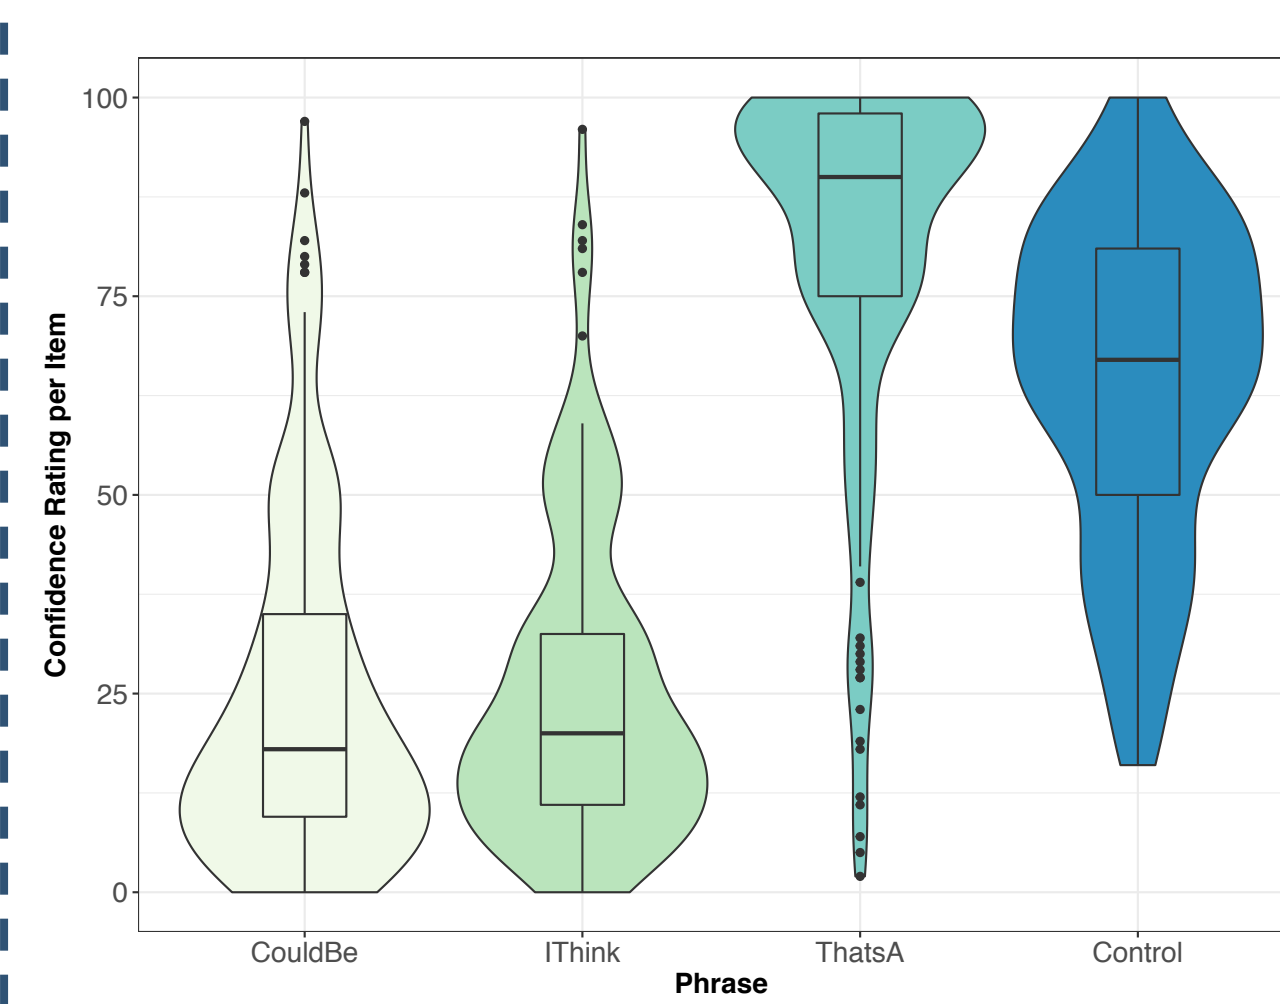 Confidence Rating per Item
100
75
50
25
0
CouldBe IThink ThatsA Control
Phrase